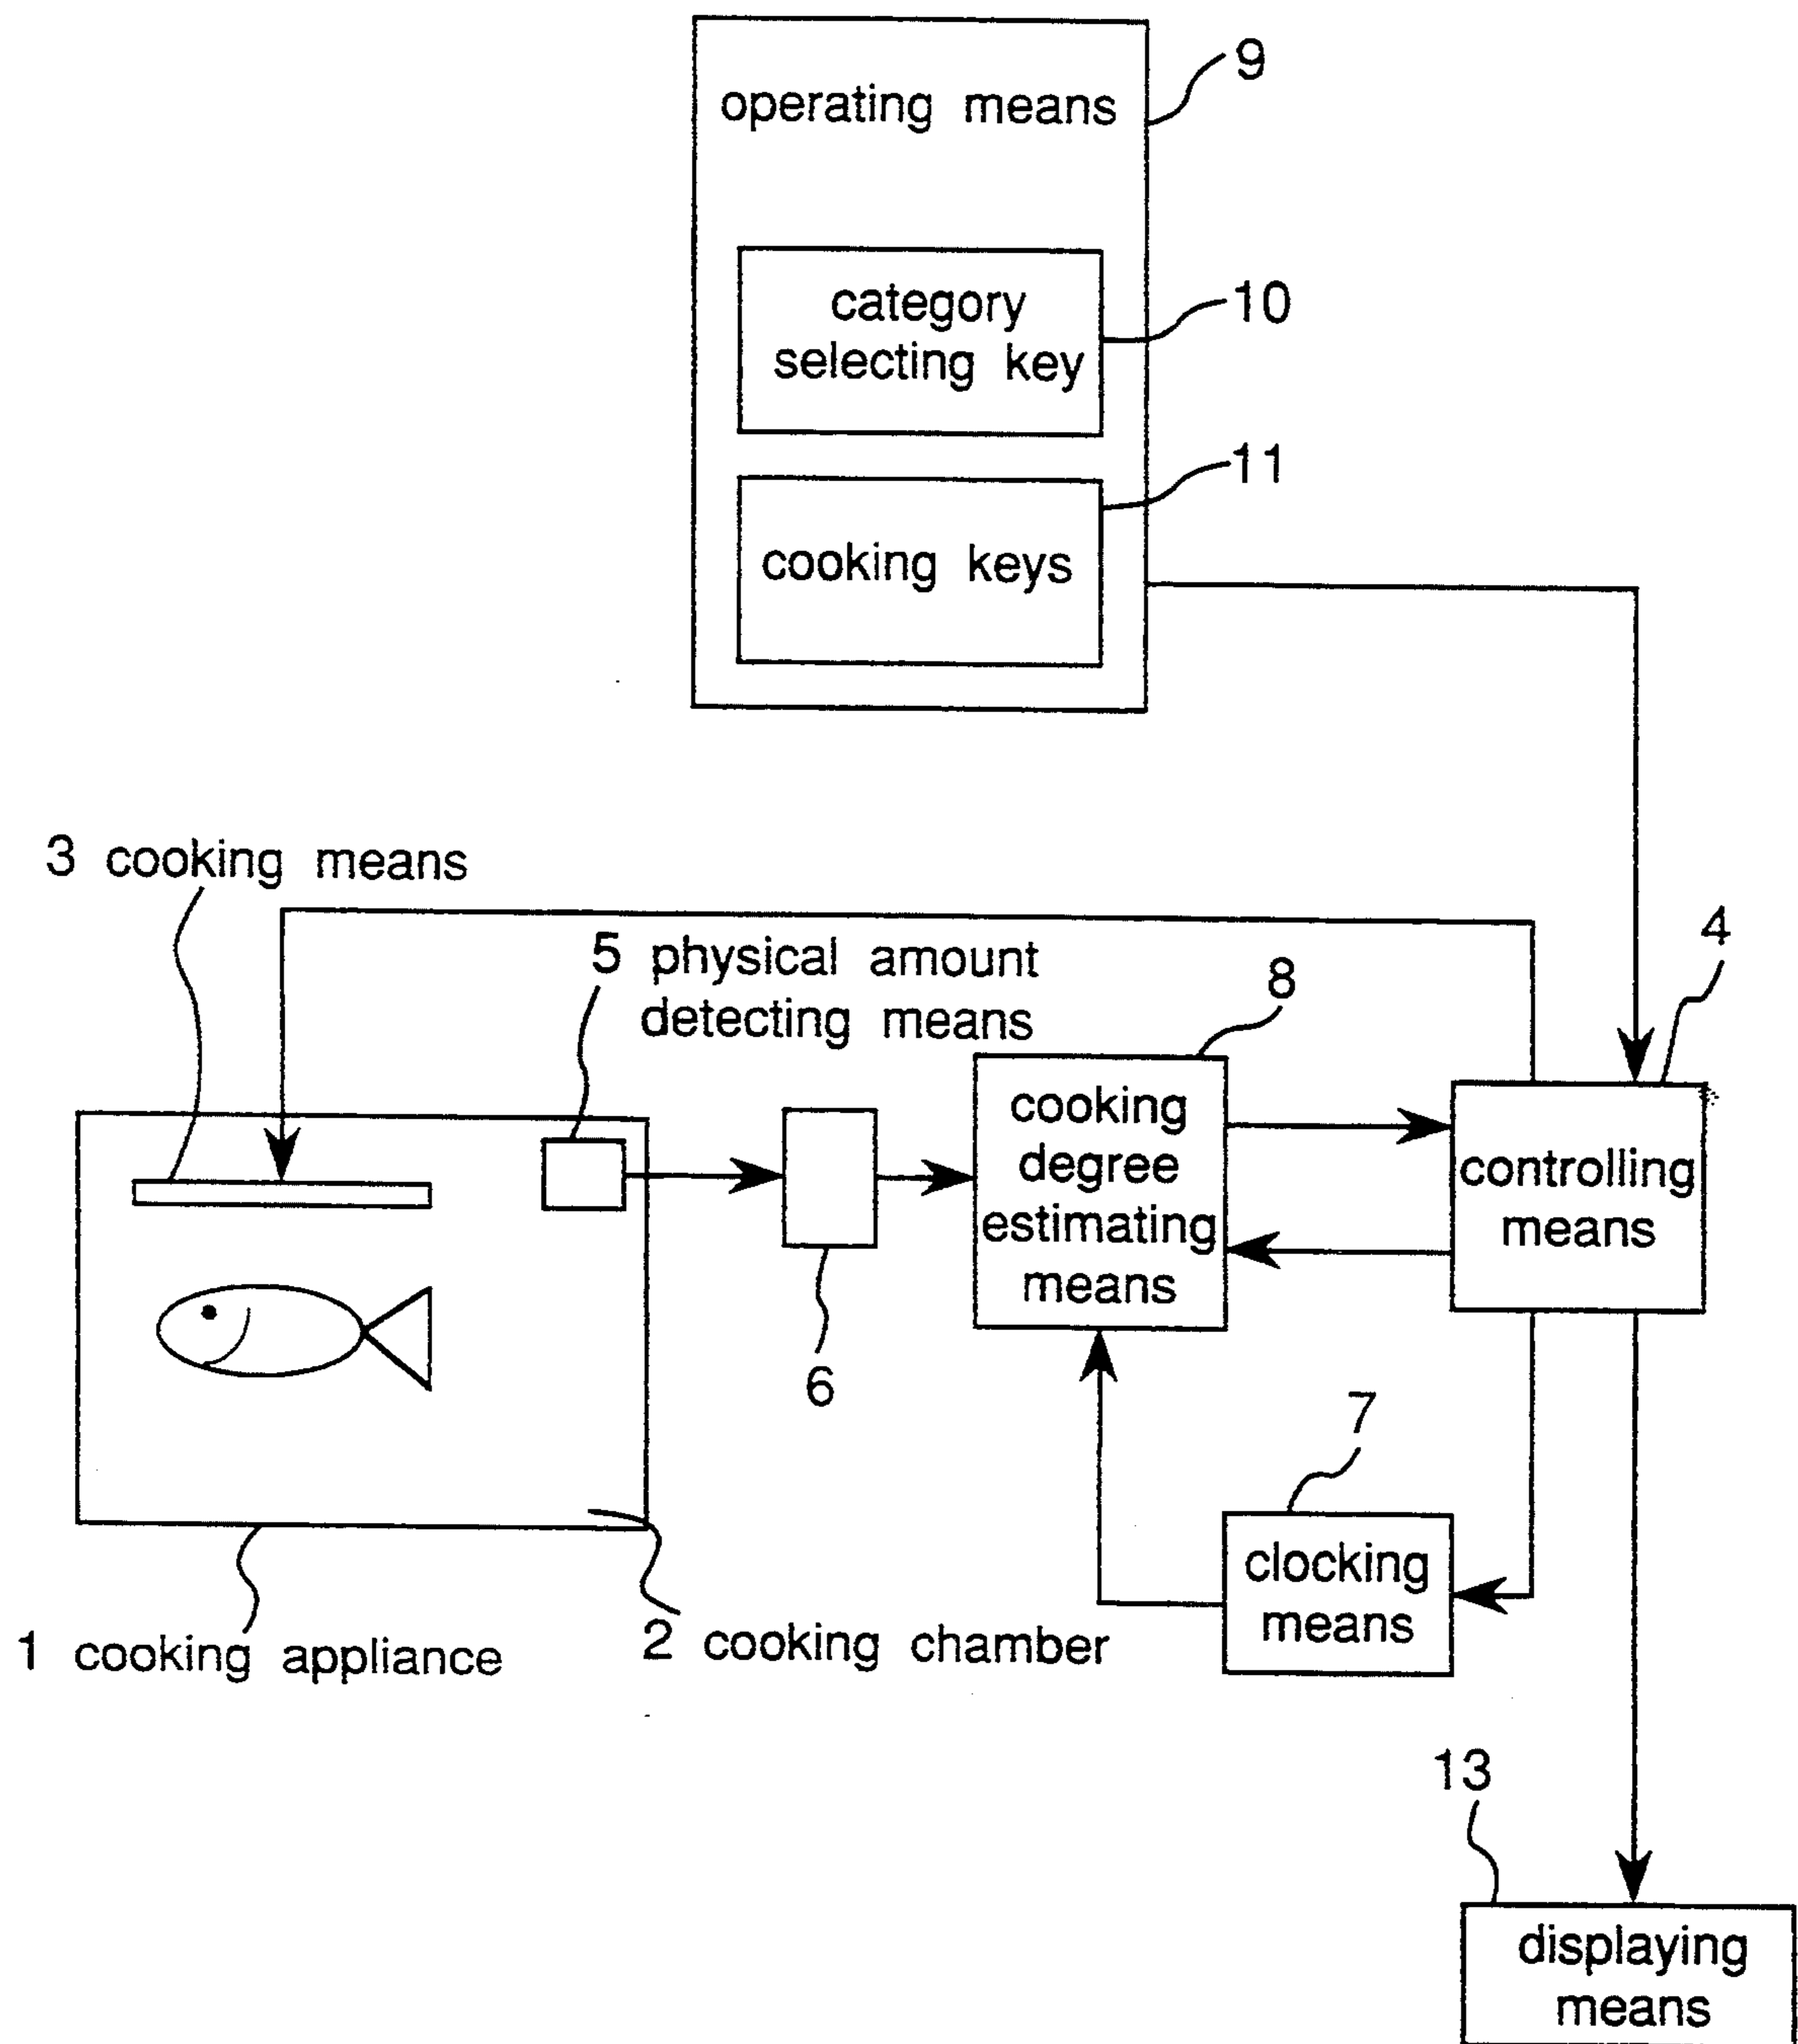 operating means
9
category
selecting key
10
11
cooking keys
3 cooking means
5 physical amount
detecting means
8
4
cooking
degree
estimating
means
controlling
means
6
7
clocking
means
1 cooking appliance
2 cooking chamber
13
displaying
means